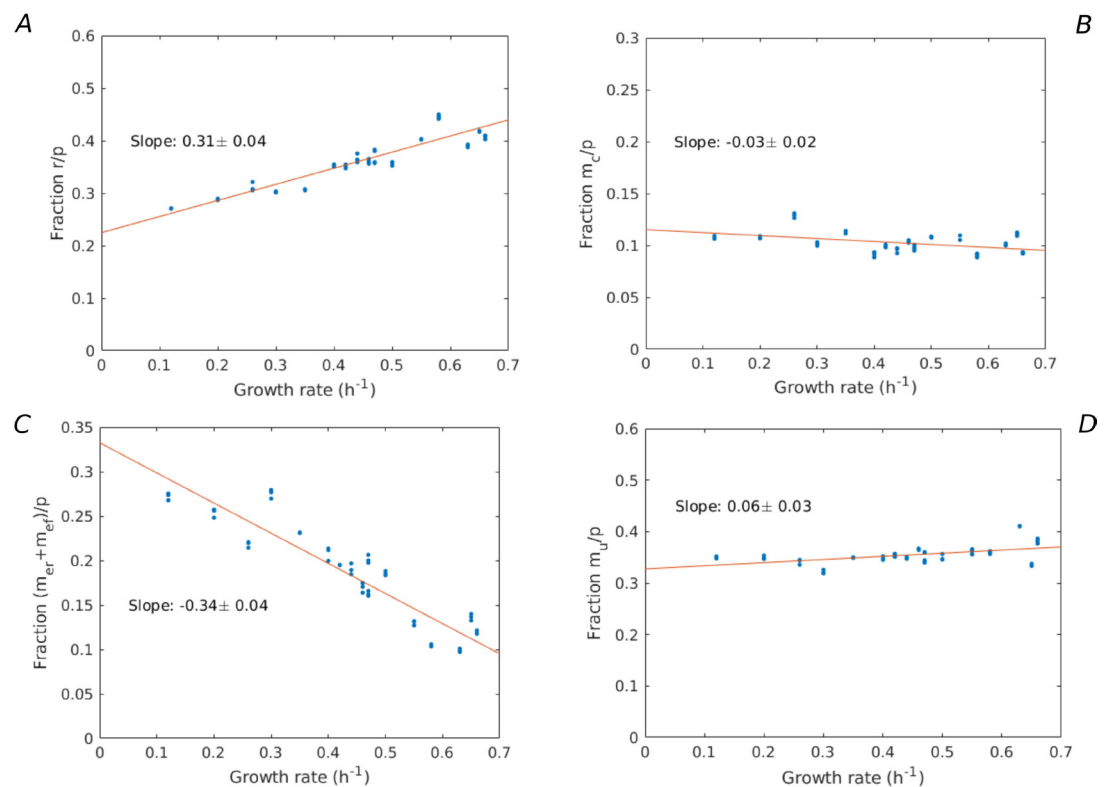 A
0.6
0.5
0.4
0.3
0.2
0.1
0
Fraction r/p
Slope: 0.31± 0.04
0 0.1 0.2 0.3 0.4 0.5 0.6 0.7
Growth rate (h-1)
B
0.3
0.25
0.2
0.15
0.1
0.05
0
Fraction mc/p
Slope: -0.03± 0.02
0 0.1 0.2 0.3 0.4 0.5 0.6 0.7
Growth rate (h-1)
C
0.35
0.3
0.25
0.2
0.15
0.1
0.05
0
Fraction (mer+mef)/p
Slope: -0.34± 0.04
0 0.1 0.2 0.3 0.4 0.5 0.6 0.7
Growth rate (h-1)
D
0.6
0.5
0.4
0.3
0.2
0.1
0
Fraction mu/p
Slope: 0.06± 0.03
0 0.1 0.2 0.3 0.4 0.5 0.6 0.7
Growth rate (h-1)